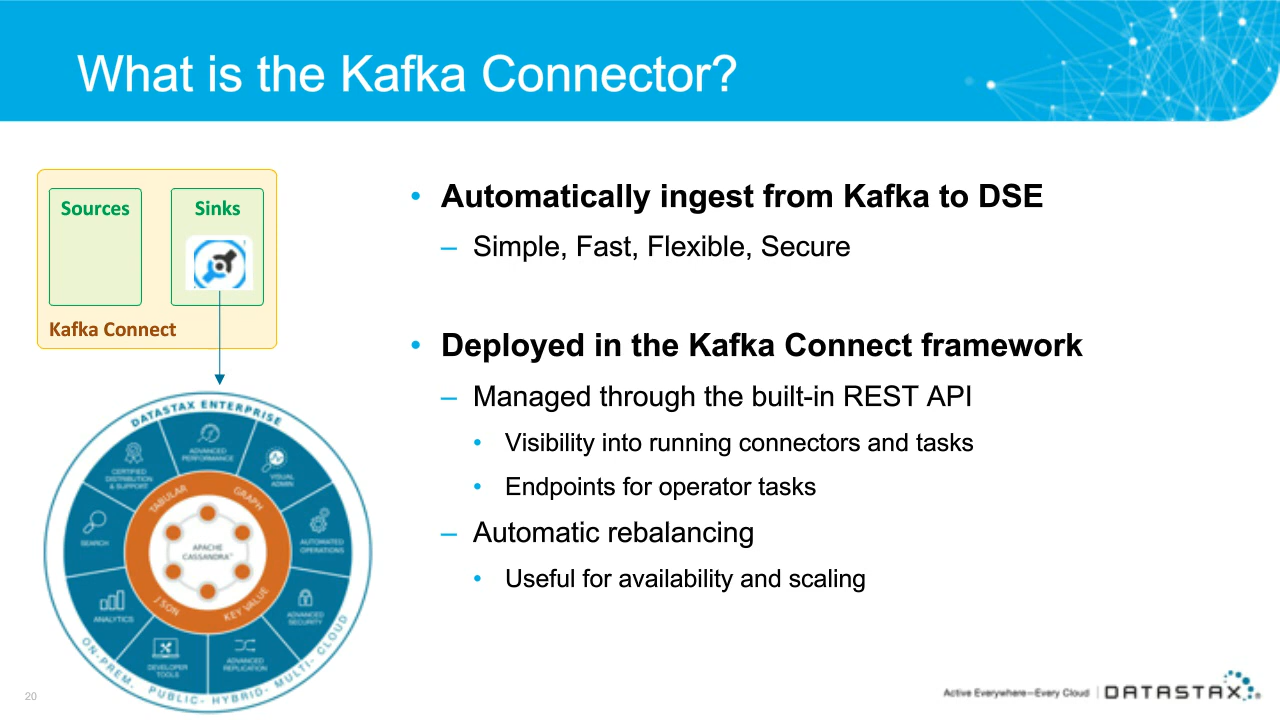 What is the Kafka Connector?
Sources
Sinks
Kafka Connect
DATASTAX ENTERPRISE
ADVANCED
PERFORMANCE
VISUAL
ADMIN
AUTOMATED
OPERATIONS
ADVANCED
SECURITY
ADVANCED
REPLICATION
DEVELOPER
TOOLS
ANALYTICS
SEARCH
CERTIFIED
DISTRIBUTION
& SUPPORT
TABULAR
GRAPH
KEY VALUE
JSON
APACHE
CASSANDRA™
ON-PREM, PUBLIC- HYBRID- MULTI- CLOUD
• Automatically ingest from Kafka to DSE
– Simple, Fast, Flexible, Secure
• Deployed in the Kafka Connect framework
– Managed through the built-in REST API
• Visibility into running connectors and tasks
• Endpoints for operator tasks
– Automatic rebalancing
• Useful for availability and scaling
20
Active Everywhere—Every Cloud | DATASTAX